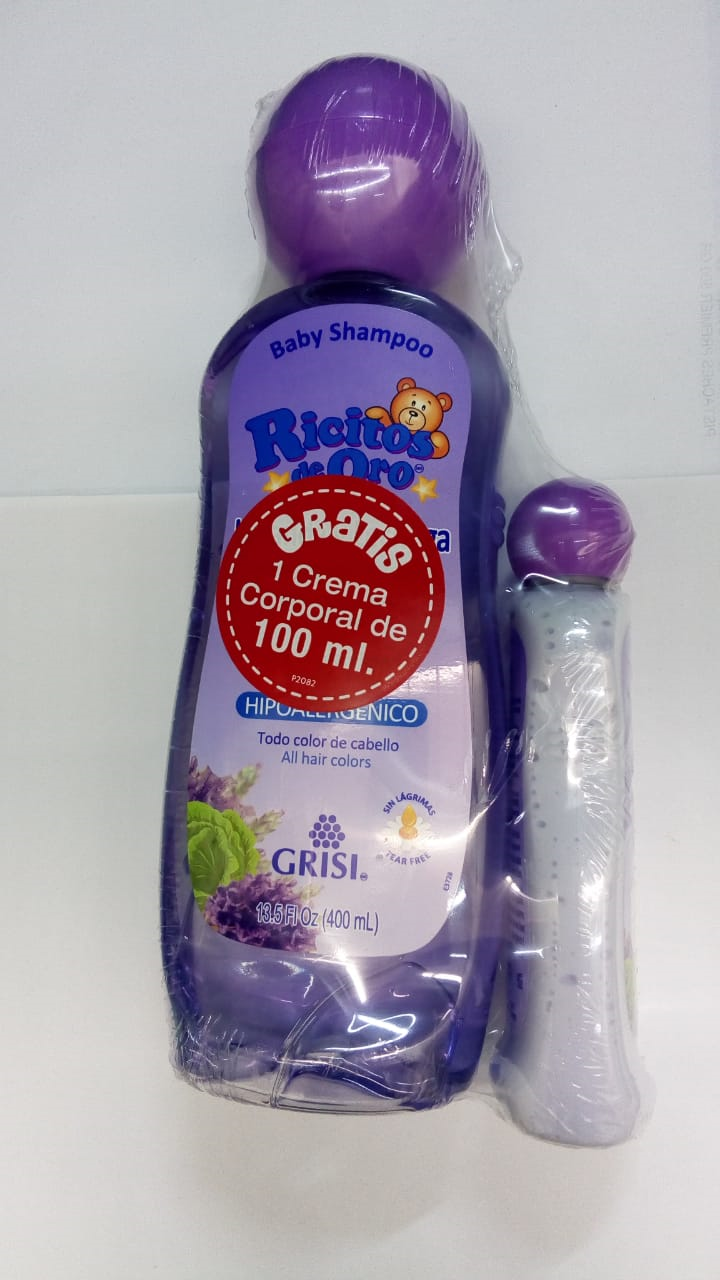 Baby Shampoo
Ricitos
de Oro
GRATIS
1 Crema
Corporal de
100 ml.
P2082
HIPOALERGÉNICO
Todo color de cabello
All hair colors
SIN LÁGRIMAS
TEAR FREE
GRISI
13.5 Fl Oz (400 mL)